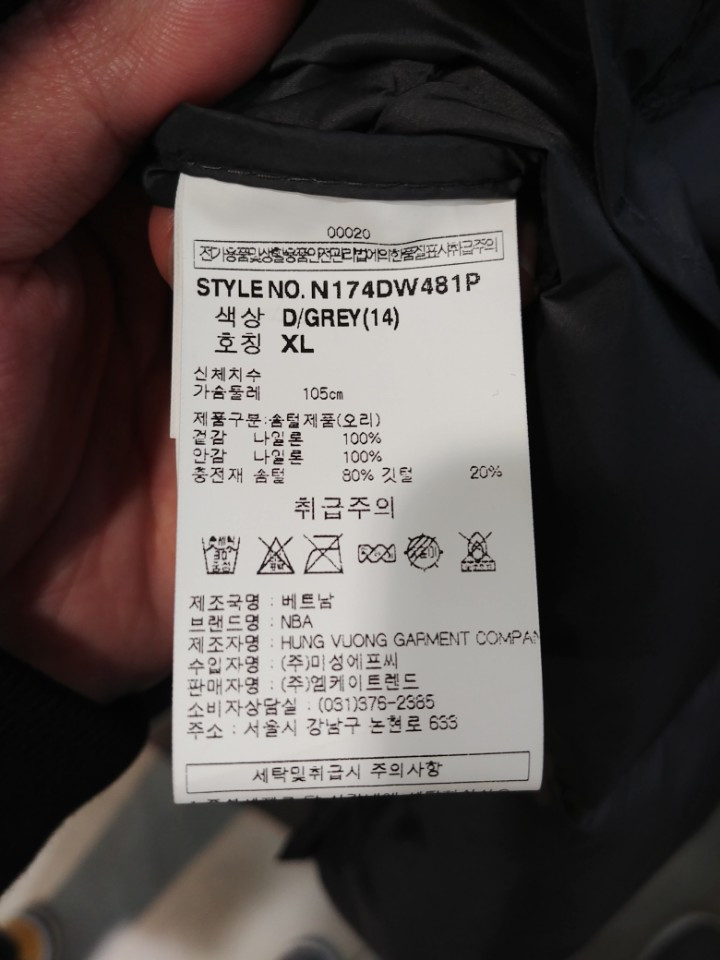 00020
전기용품및생활용품안전관리법에의한품질표시취급주의
STYLE NO. N174DW481P
색상 D/GREY(14)
호칭 XL
신체치수
가슴둘레 105cm
제품구분:솜털제품(오리)
겉감 나일론 100%
안감 나일론 100%
충전재 솜털 80% 깃털 20%
취급주의
손세탁
30°
중성
제조국명 : 베트남
브랜드명 : NBA
제조자명 : HUNG VUONG GARMENT COMPAN
수입자명 : (주)미성에프씨
판매자명 : (주)엠케이트렌드
소비자상담실 : (031)376-2385
주소 : 서울시 강남구 논현로 633
세탁및취급시 주의사항